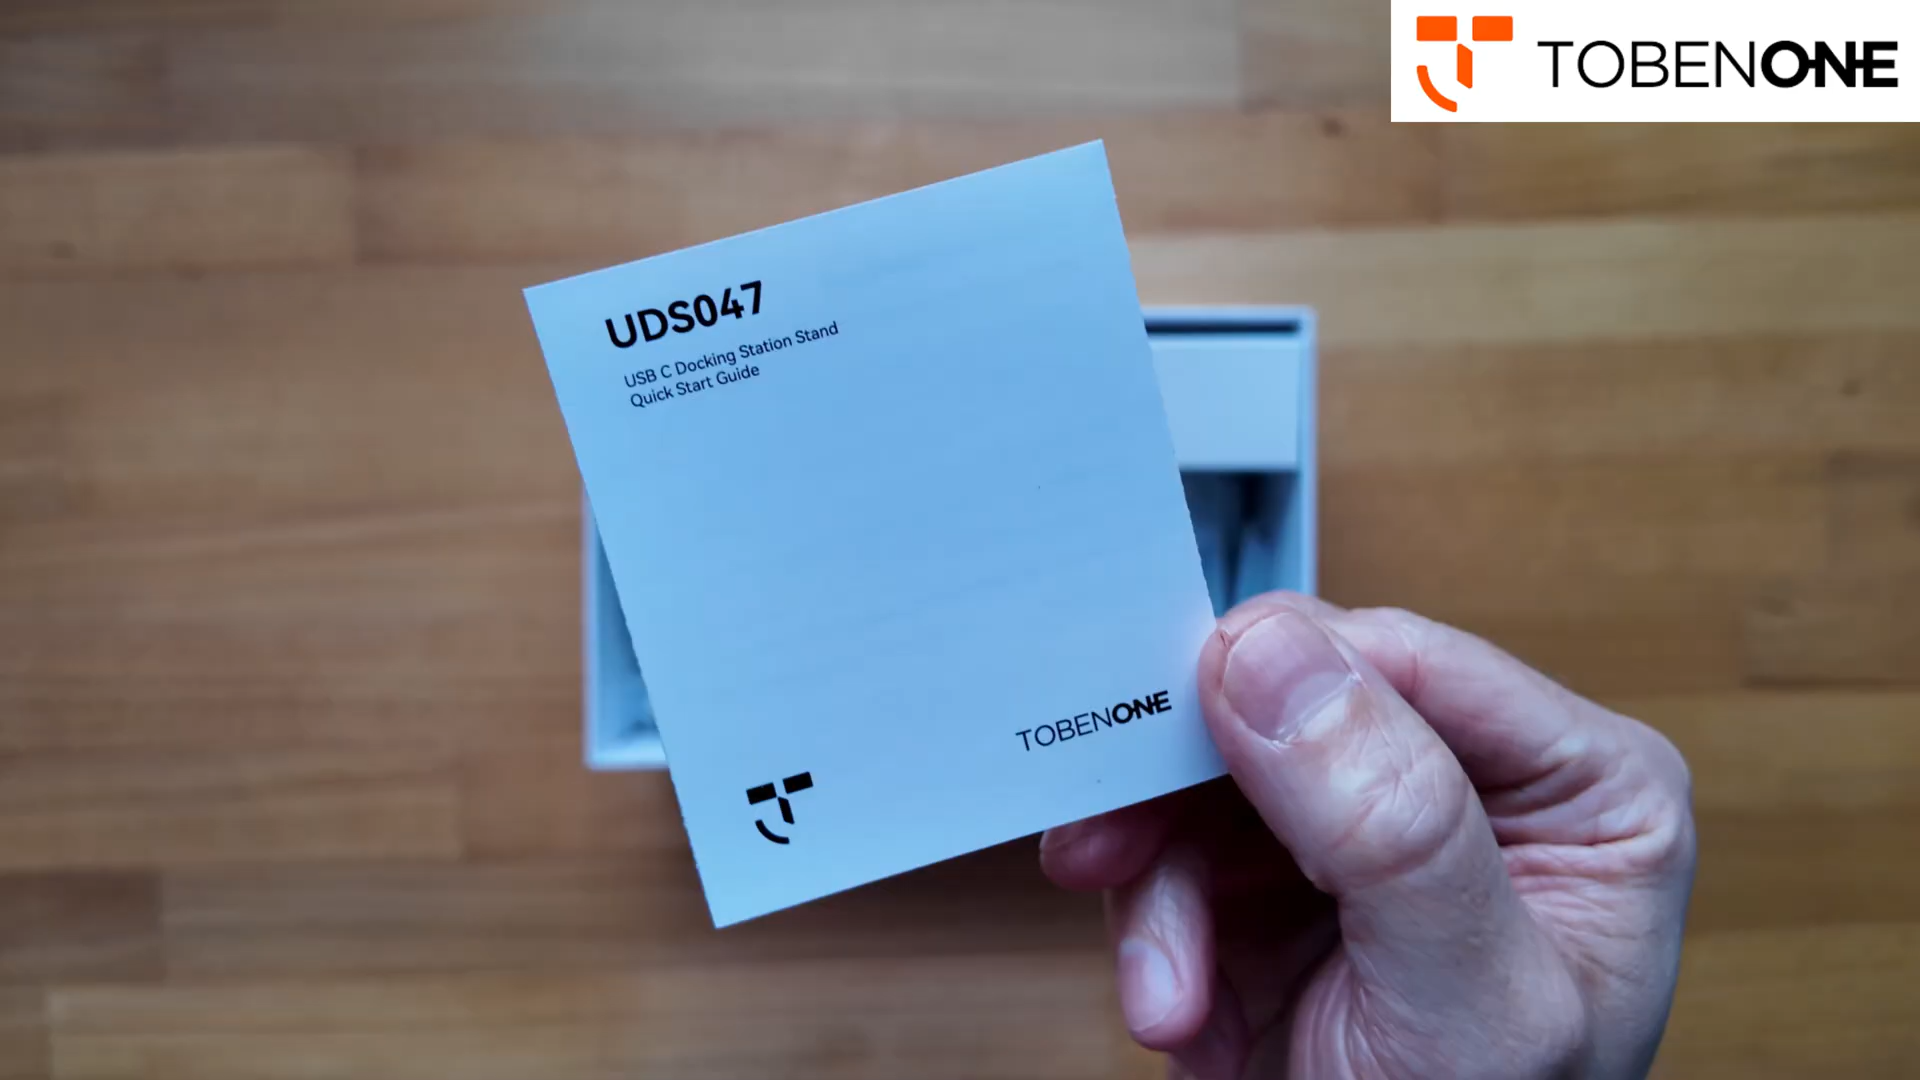 TOBENONE
UDS047
USB C Docking Station Stand
Quick Start Guide
TOBENONE